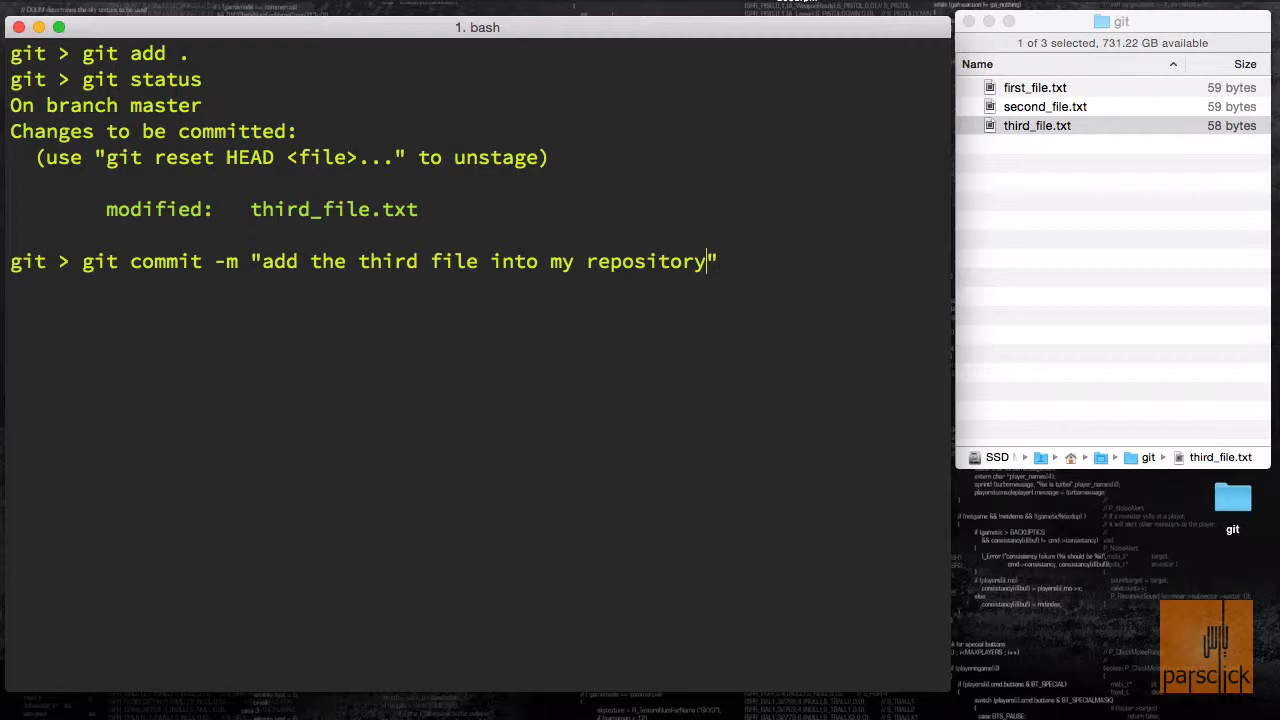 1. bash
git > git add .
git > git status
On branch master
Changes to be committed:
(use "git reset HEAD <file>..." to unstage)
modified: third_file.txt
git > git commit -m "add the third file into my repository"
git
1 of 3 selected, 731.22 GB available
Name Size
first_file.txt 59 bytes
second_file.txt 59 bytes
third_file.txt 58 bytes
SSD git third_file.txt
git
parsclick